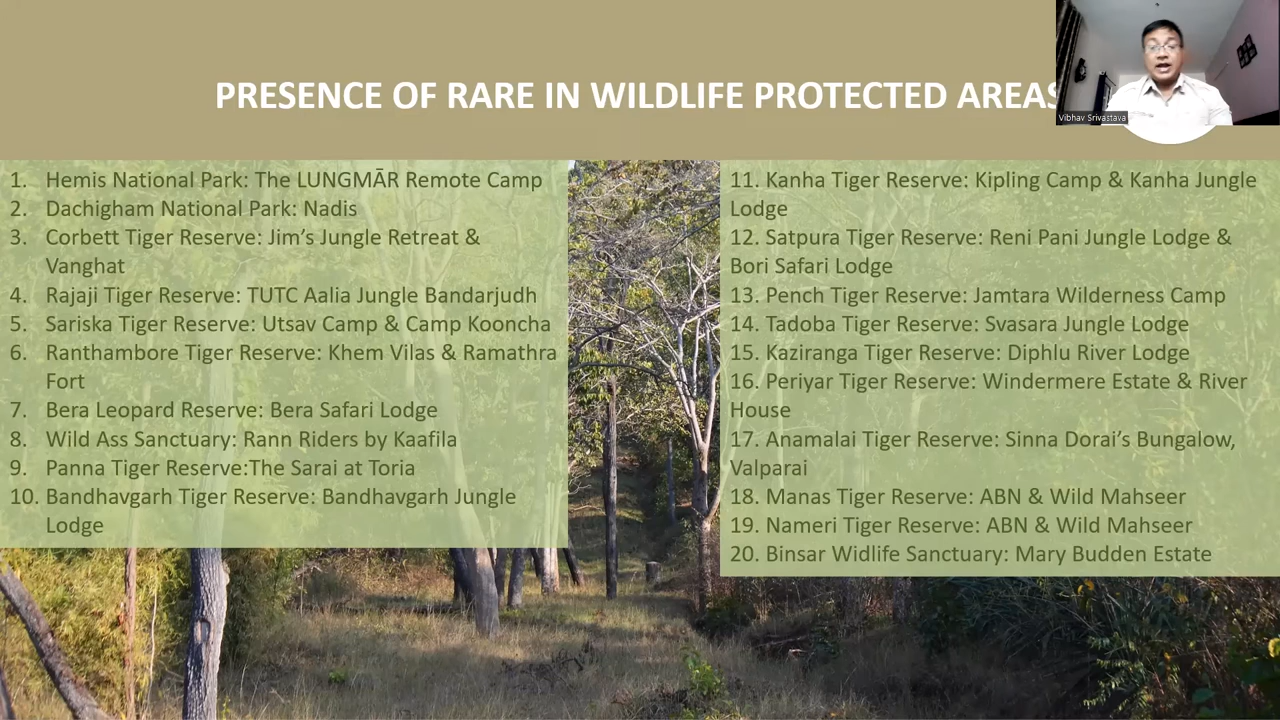 PRESENCE OF RARE IN WILDLIFE PROTECTED AREAS
Vibhav Srivastava
1. Hemis National Park: The LUNGMĀR Remote Camp
2. Dachigham National Park: Nadis
3. Corbett Tiger Reserve: Jim's Jungle Retreat &
Vanghat
4. Rajaji Tiger Reserve: TUTC Aalia Jungle Bandarjudh
5. Sariska Tiger Reserve: Utsav Camp & Camp Kooncha
6. Ranthambore Tiger Reserve: Khem Vilas & Ramathra
Fort
7. Bera Leopard Reserve: Bera Safari Lodge
8. Wild Ass Sanctuary: Rann Riders by Kaafila
9. Panna Tiger Reserve:The Sarai at Toria
10. Bandhavgarh Tiger Reserve: Bandhavgarh Jungle
Lodge
11. Kanha Tiger Reserve: Kipling Camp & Kanha Jungle
Lodge
12. Satpura Tiger Reserve: Reni Pani Jungle Lodge &
Bori Safari Lodge
13. Pench Tiger Reserve: Jamtara Wilderness Camp
14. Tadoba Tiger Reserve: Svasara Jungle Lodge
15. Kaziranga Tiger Reserve: Diphlu River Lodge
16. Periyar Tiger Reserve: Windermere Estate & River
House
17. Anamalai Tiger Reserve: Sinna Dorai's Bungalow,
Valparai
18. Manas Tiger Reserve: ABN & Wild Mahseer
19. Nameri Tiger Reserve: ABN & Wild Mahseer
20. Binsar Widlife Sanctuary: Mary Budden Estate